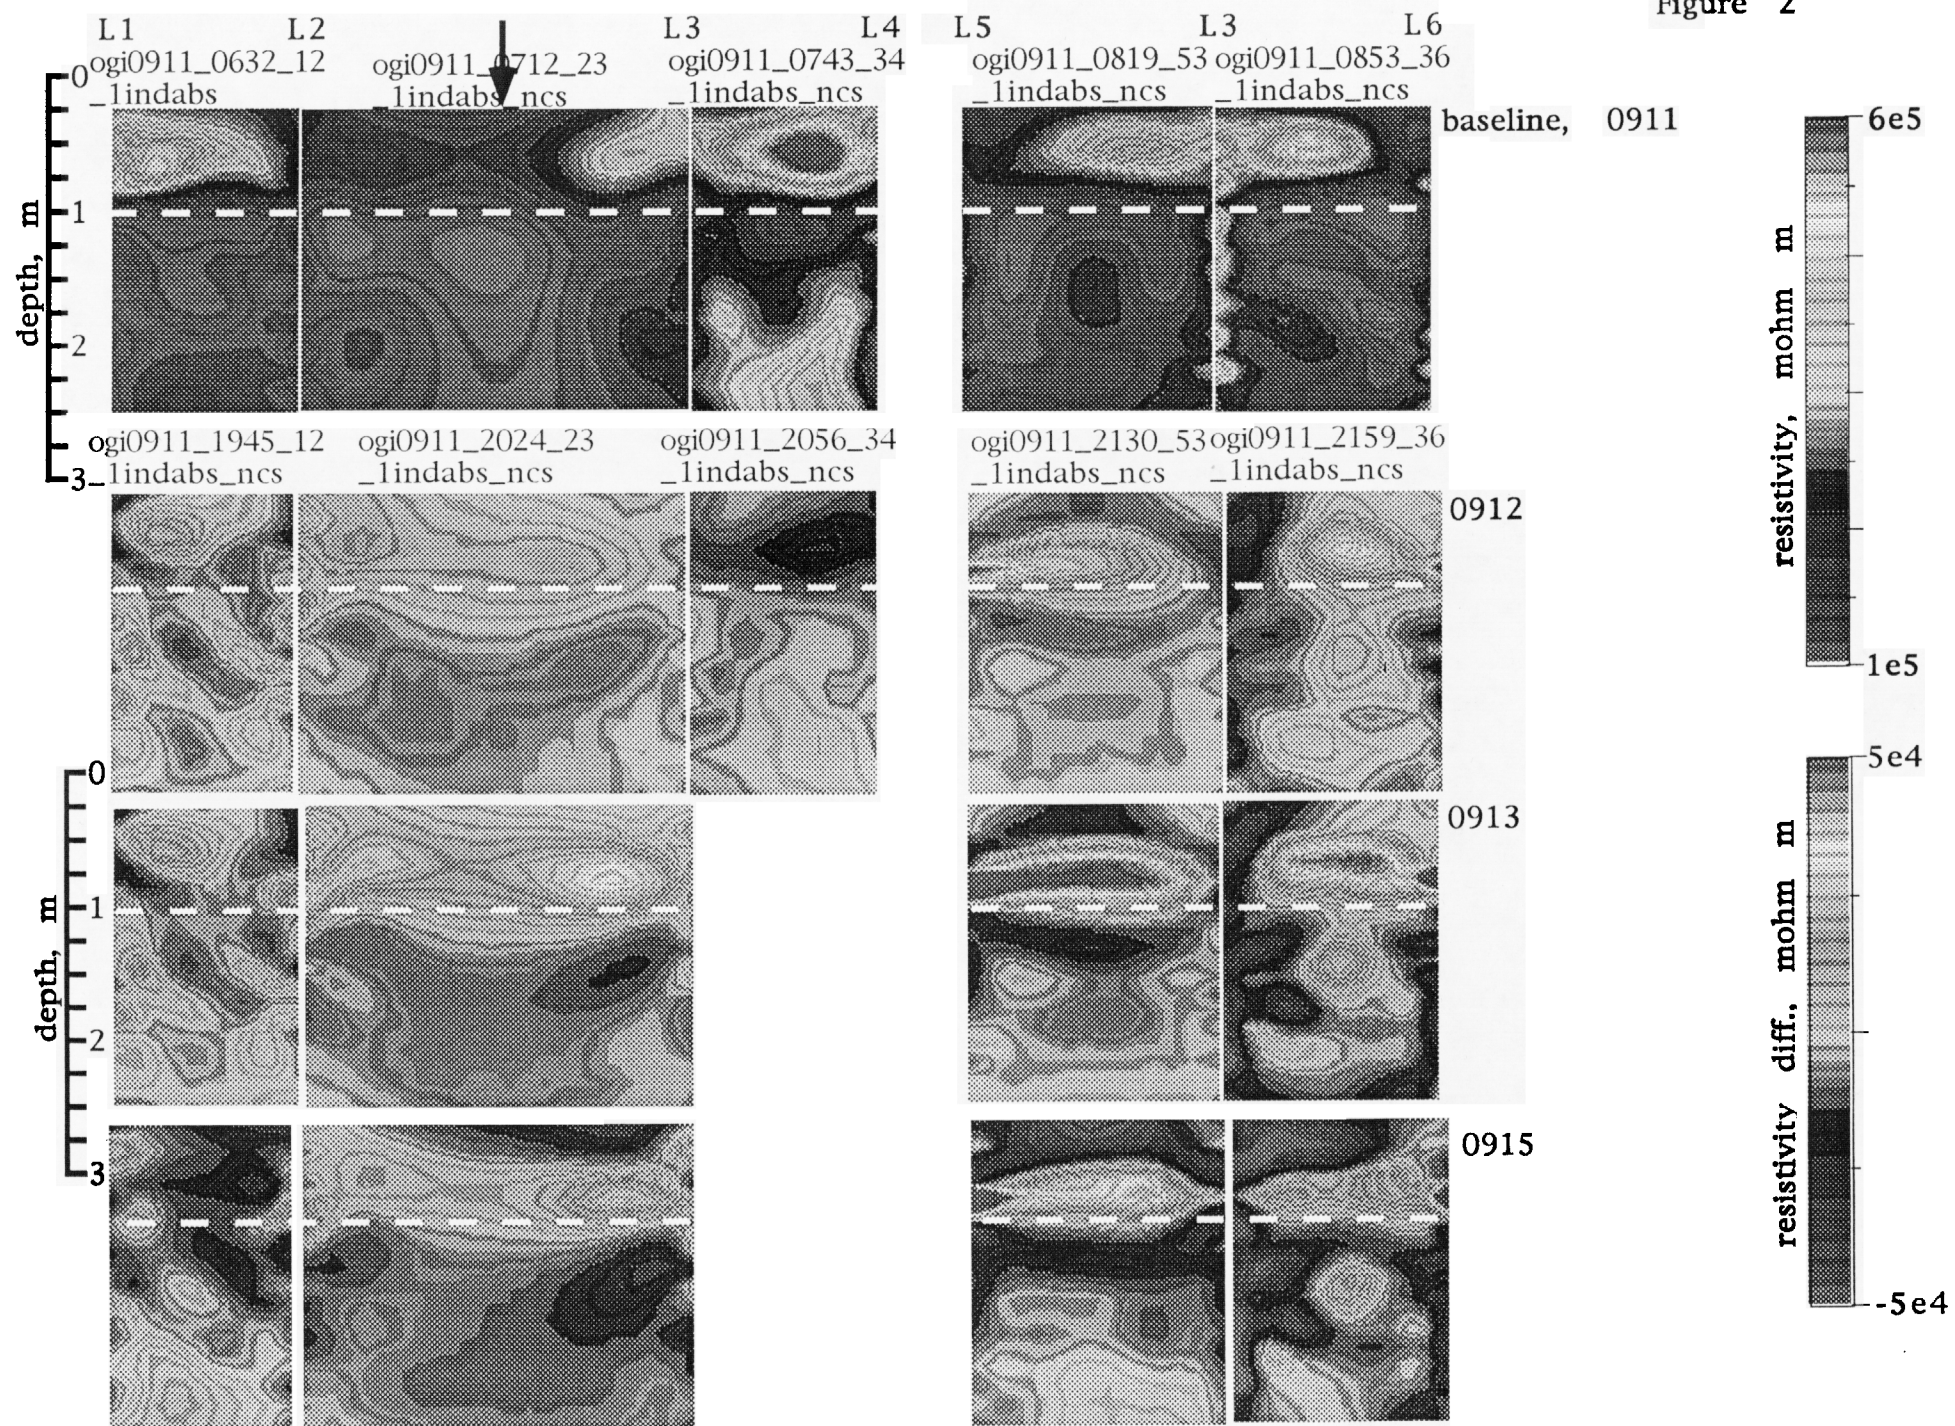 Figure 2
L1 L2 L3 L4 L5 L3 L6
ogi0911_0632_12 ogi0911_0712_23 ogi0911_0743_34 ogi0911_0819_53 ogi0911_0853_36
_1indabs _1indabs_ncs _1indabs_ncs _1indabs_ncs _1indabs_ncs
baseline, 0911
0
1
2
3
depth, m
ogi0911_1945_12 ogi0911_2024_23 ogi0911_2056_34 ogi0911_2130_53 ogi0911_2159_36
_1indabs_ncs _1indabs_ncs _1indabs_ncs _1indabs_ncs _1indabs_ncs
0912
0
1
2
3
depth, m
0913
0915
6e5
1e5
resistivity, mohm m
5e4
-5e4
resistivity diff., mohm m